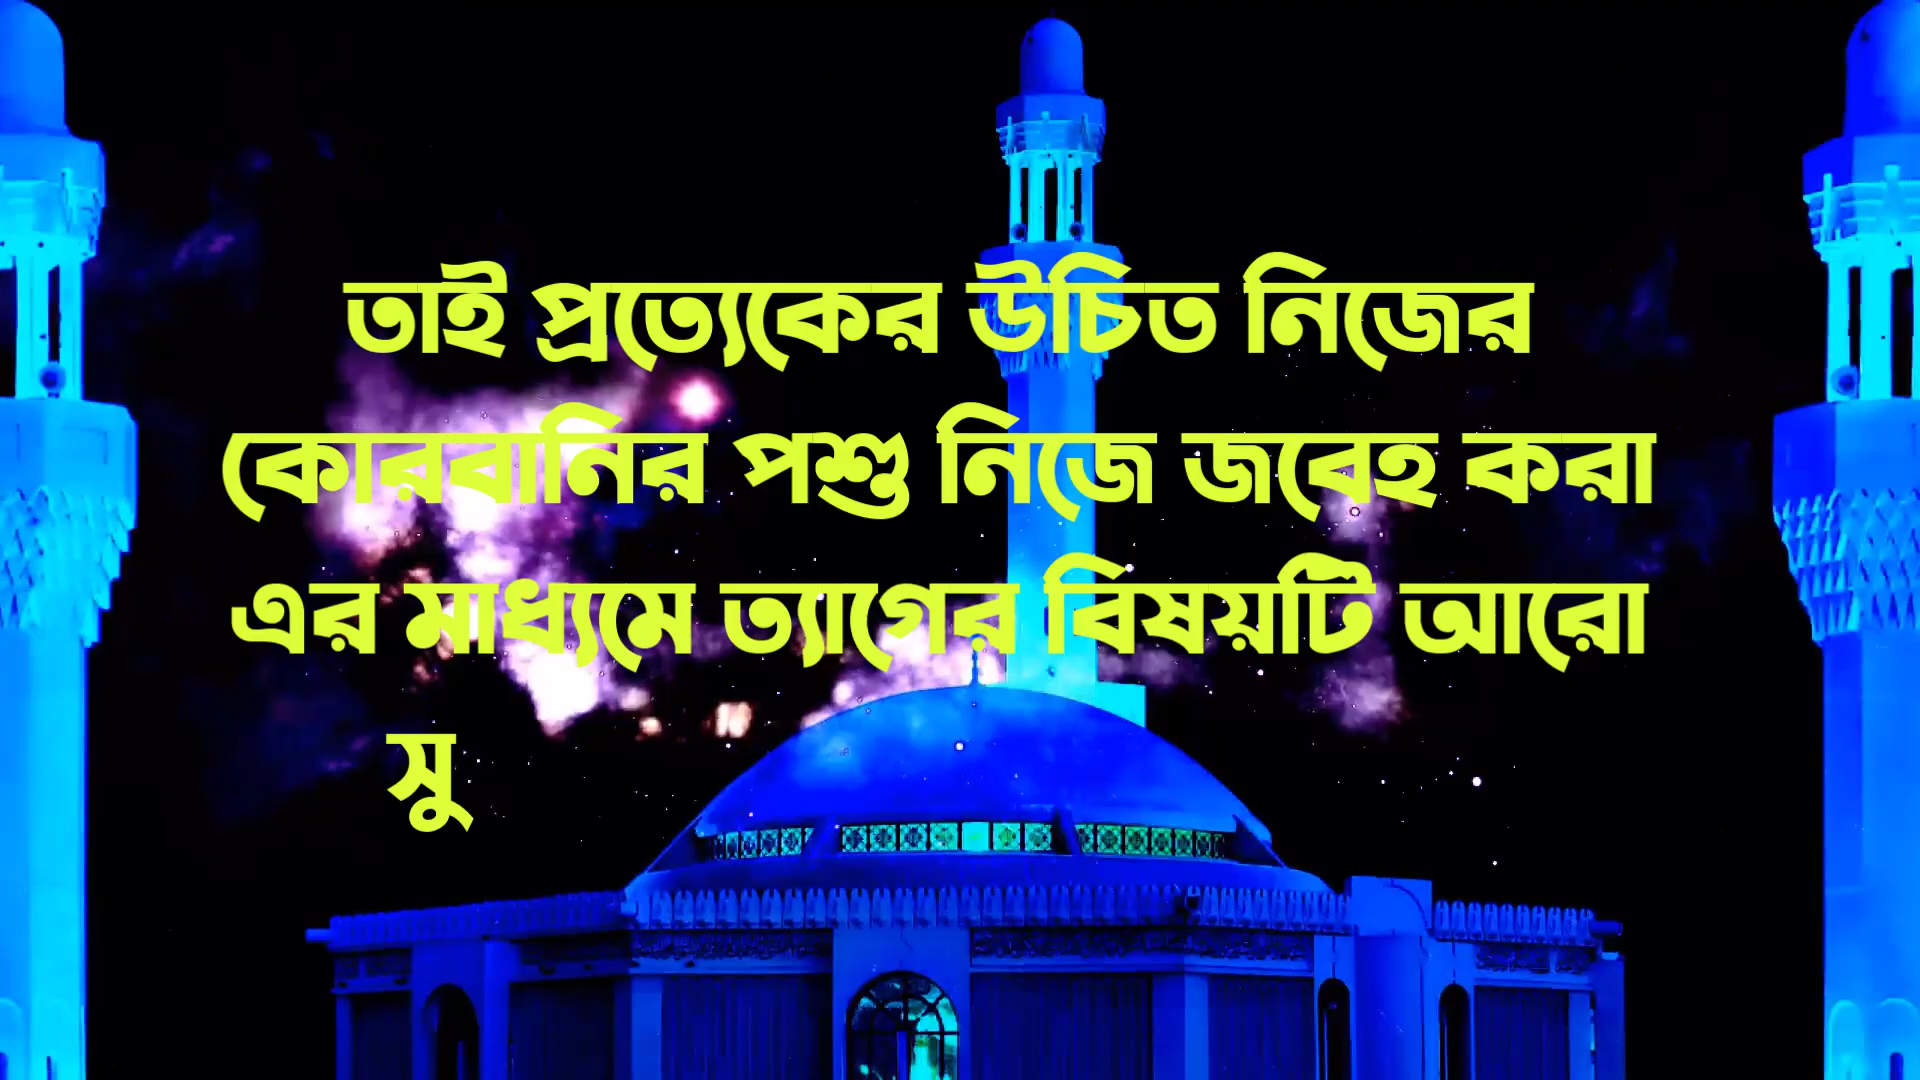 তাই প্রত্যেকের উচিত নিজের
কোরবানির পশু নিজে জবেহ করা
এর মাধ্যমে ত্যাগের বিষয়টি আরো
সু